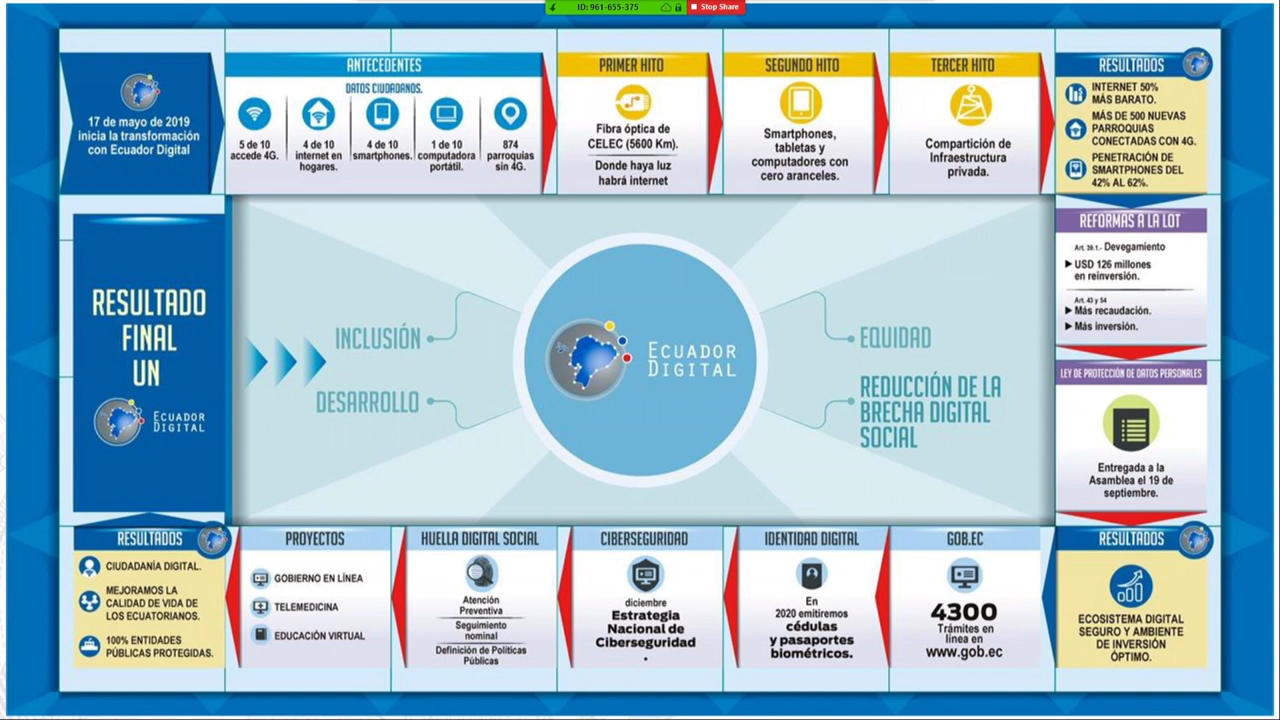 ID: 961-655-375
Stop Share
17 de mayo de 2019
inicia la transformación
con Ecuador Digital
ANTECEDENTES
DATOS CIUDADANOS.
5 de 10
accede 4G.
4 de 10
internet en
hogares.
4 de 10
smartphones.
1 de 10
computadora
portátil.
874
parroquias
sin 4G.
PRIMER HITO
Fibra óptica de
CELEC (5600 Km).
Donde haya luz
habrá internet
SEGUNDO HITO
Smartphones,
tabletas y
computadores con
cero aranceles.
TERCER HITO
Compartición de
Infraestructura
privada.
RESULTADOS
INTERNET 50%
MÁS BARATO.
MÁS DE 500 NUEVAS
PARROQUIAS
CONECTADAS CON 4G.
PENETRACIÓN DE
SMARTPHONES DEL
42% AL 62%.
REFORMAS A LA LOT
Art. 39.1.- Devegamiento
USD 126 millones
en reinversión.
Art. 43 y 54
Más recaudación.
Más inversión.
LEY DE PROTECCIÓN DE DATOS PERSONALES
Entregada a la
Asamblea el 19 de
septiembre.
RESULTADOS
ECOSISTEMA DIGITAL
SEGURO Y AMBIENTE
DE INVERSIÓN
ÓPTIMO.
GOB.EC
4300
Trámites en
línea en
www.gob.ec
IDENTIDAD DIGITAL
En
2020 emitiremos
cédulas
y pasaportes
biométricos.
CIBERSEGURIDAD
diciembre
Estrategia
Nacional de
Ciberseguridad
.
HUELLA DIGITAL SOCIAL
Atención
Preventiva
Seguimiento
nominal
Definición de Políticas
Públicas
PROYECTOS
GOBIERNO EN LÍNEA
TELEMEDICINA
EDUCACIÓN VIRTUAL
RESULTADOS
CIUDADANÍA DIGITAL.
MEJORAMOS LA
CALIDAD DE VIDA DE
LOS ECUATORIANOS.
100% ENTIDADES
PÚBLICAS PROTEGIDAS.
RESULTADO
FINAL
UN
ECUADOR
DIGITAL
INCLUSIÓN
DESARROLLO
ECUADOR
DIGITAL
EQUIDAD
REDUCCIÓN DE LA
BRECHA DIGITAL
SOCIAL